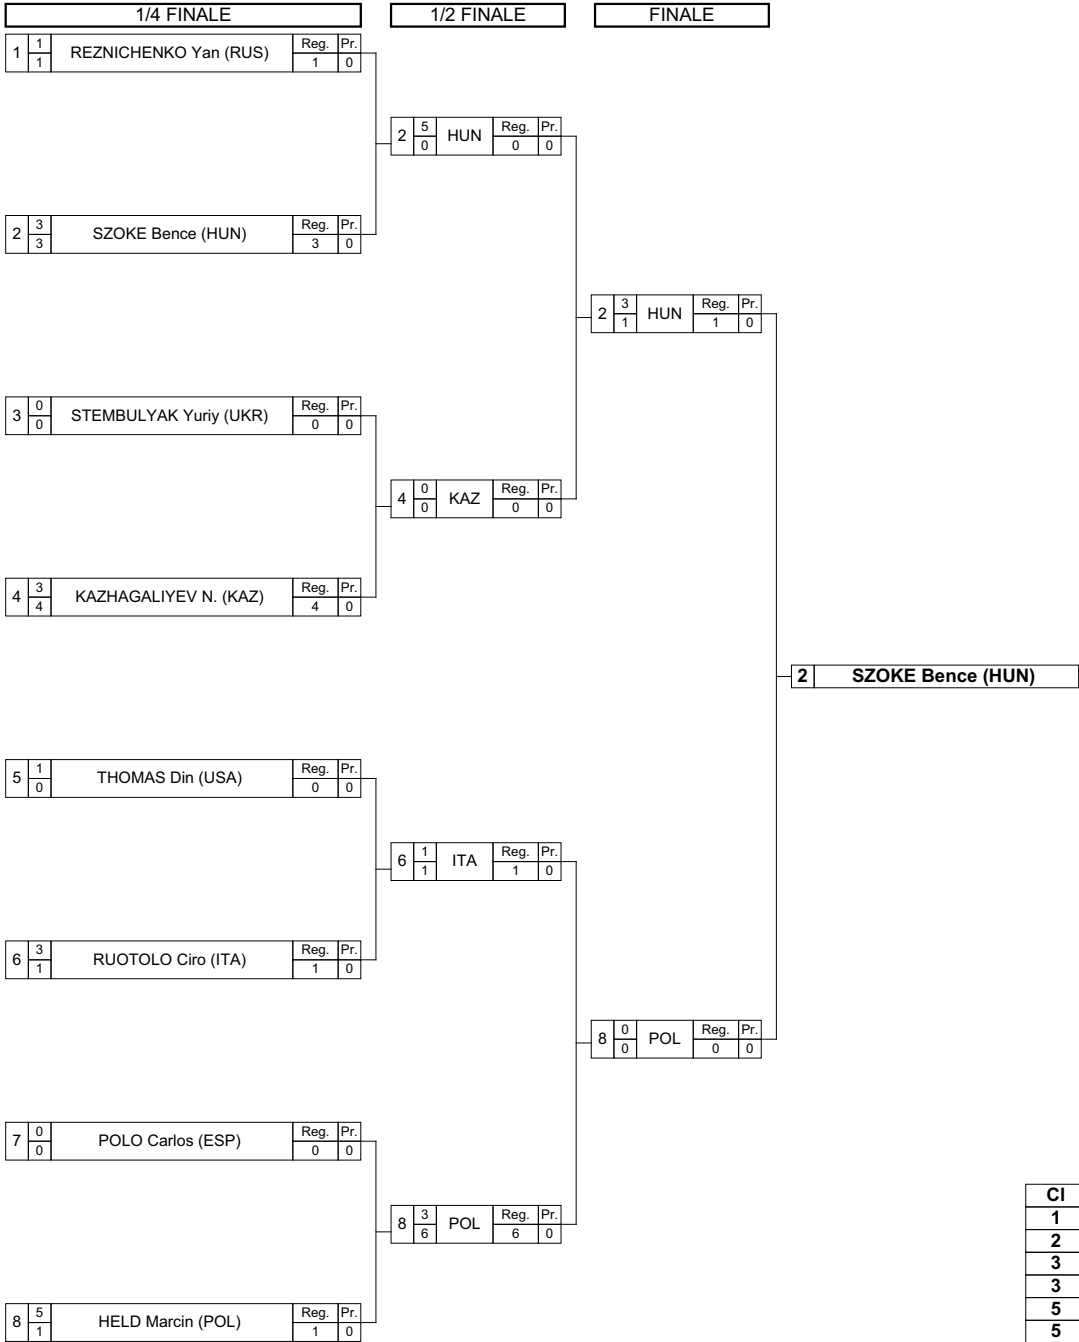 1/4 FINALE 1/2 FINALE FINALE
1 1 REZNICHENKO Yan (RUS) Reg. Pr.
1 1 0
2 5 HUN Reg. Pr.
0 0 0
2 3 SZOKE Bence (HUN) Reg. Pr.
3 3 0
2 3 HUN Reg. Pr.
1 1 0
3 0 STEMBULYAK Yuriy (UKR) Reg. Pr.
0 0 0
4 0 KAZ Reg. Pr.
0 0 0
4 3 KAZHAGALIYEV N. (KAZ) Reg. Pr.
4 4 0
2 SZOKE Bence (HUN)
5 1 THOMAS Din (USA) Reg. Pr.
0 0 0
6 1 ITA Reg. Pr.
1 1 0
6 3 RUOTOLO Ciro (ITA) Reg. Pr.
1 1 0
8 0 POL Reg. Pr.
0 0 0
7 0 POLO Carlos (ESP) Reg. Pr.
0 0 0
8 3 POL Reg. Pr.
6 6 0
8 5 HELD Marcin (POL) Reg. Pr.
1 1 0
Cl
1
2
3
3
5
5